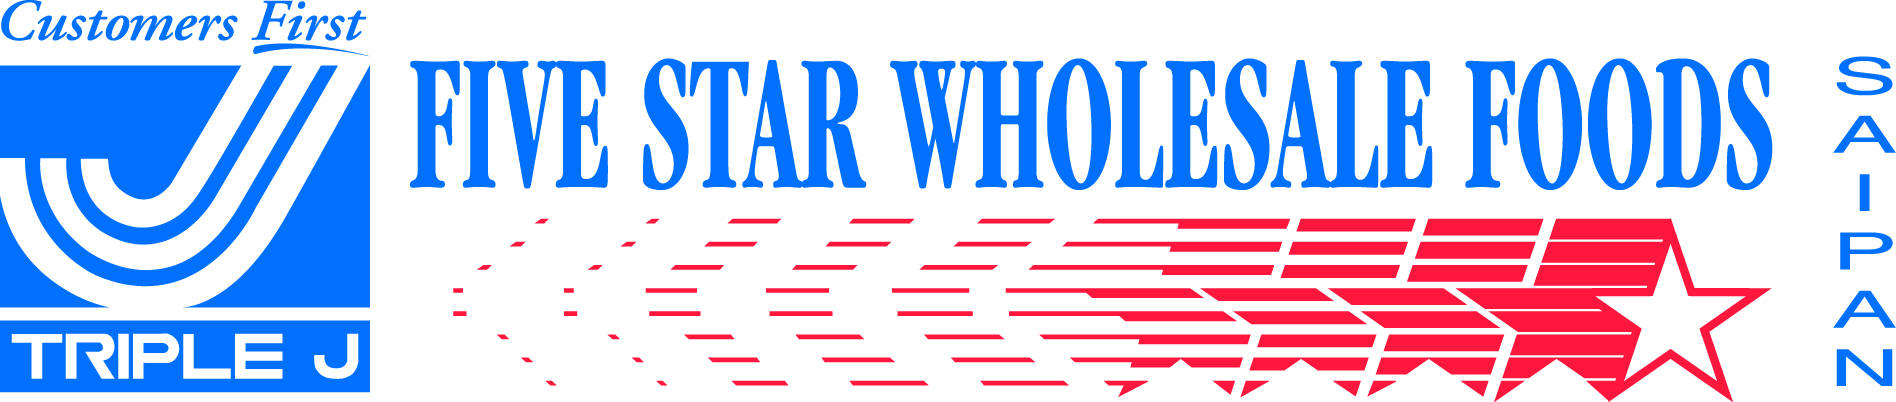 Customers First
TRIPLE J
FIVE STAR WHOLESALE FOODS
SAIPAN